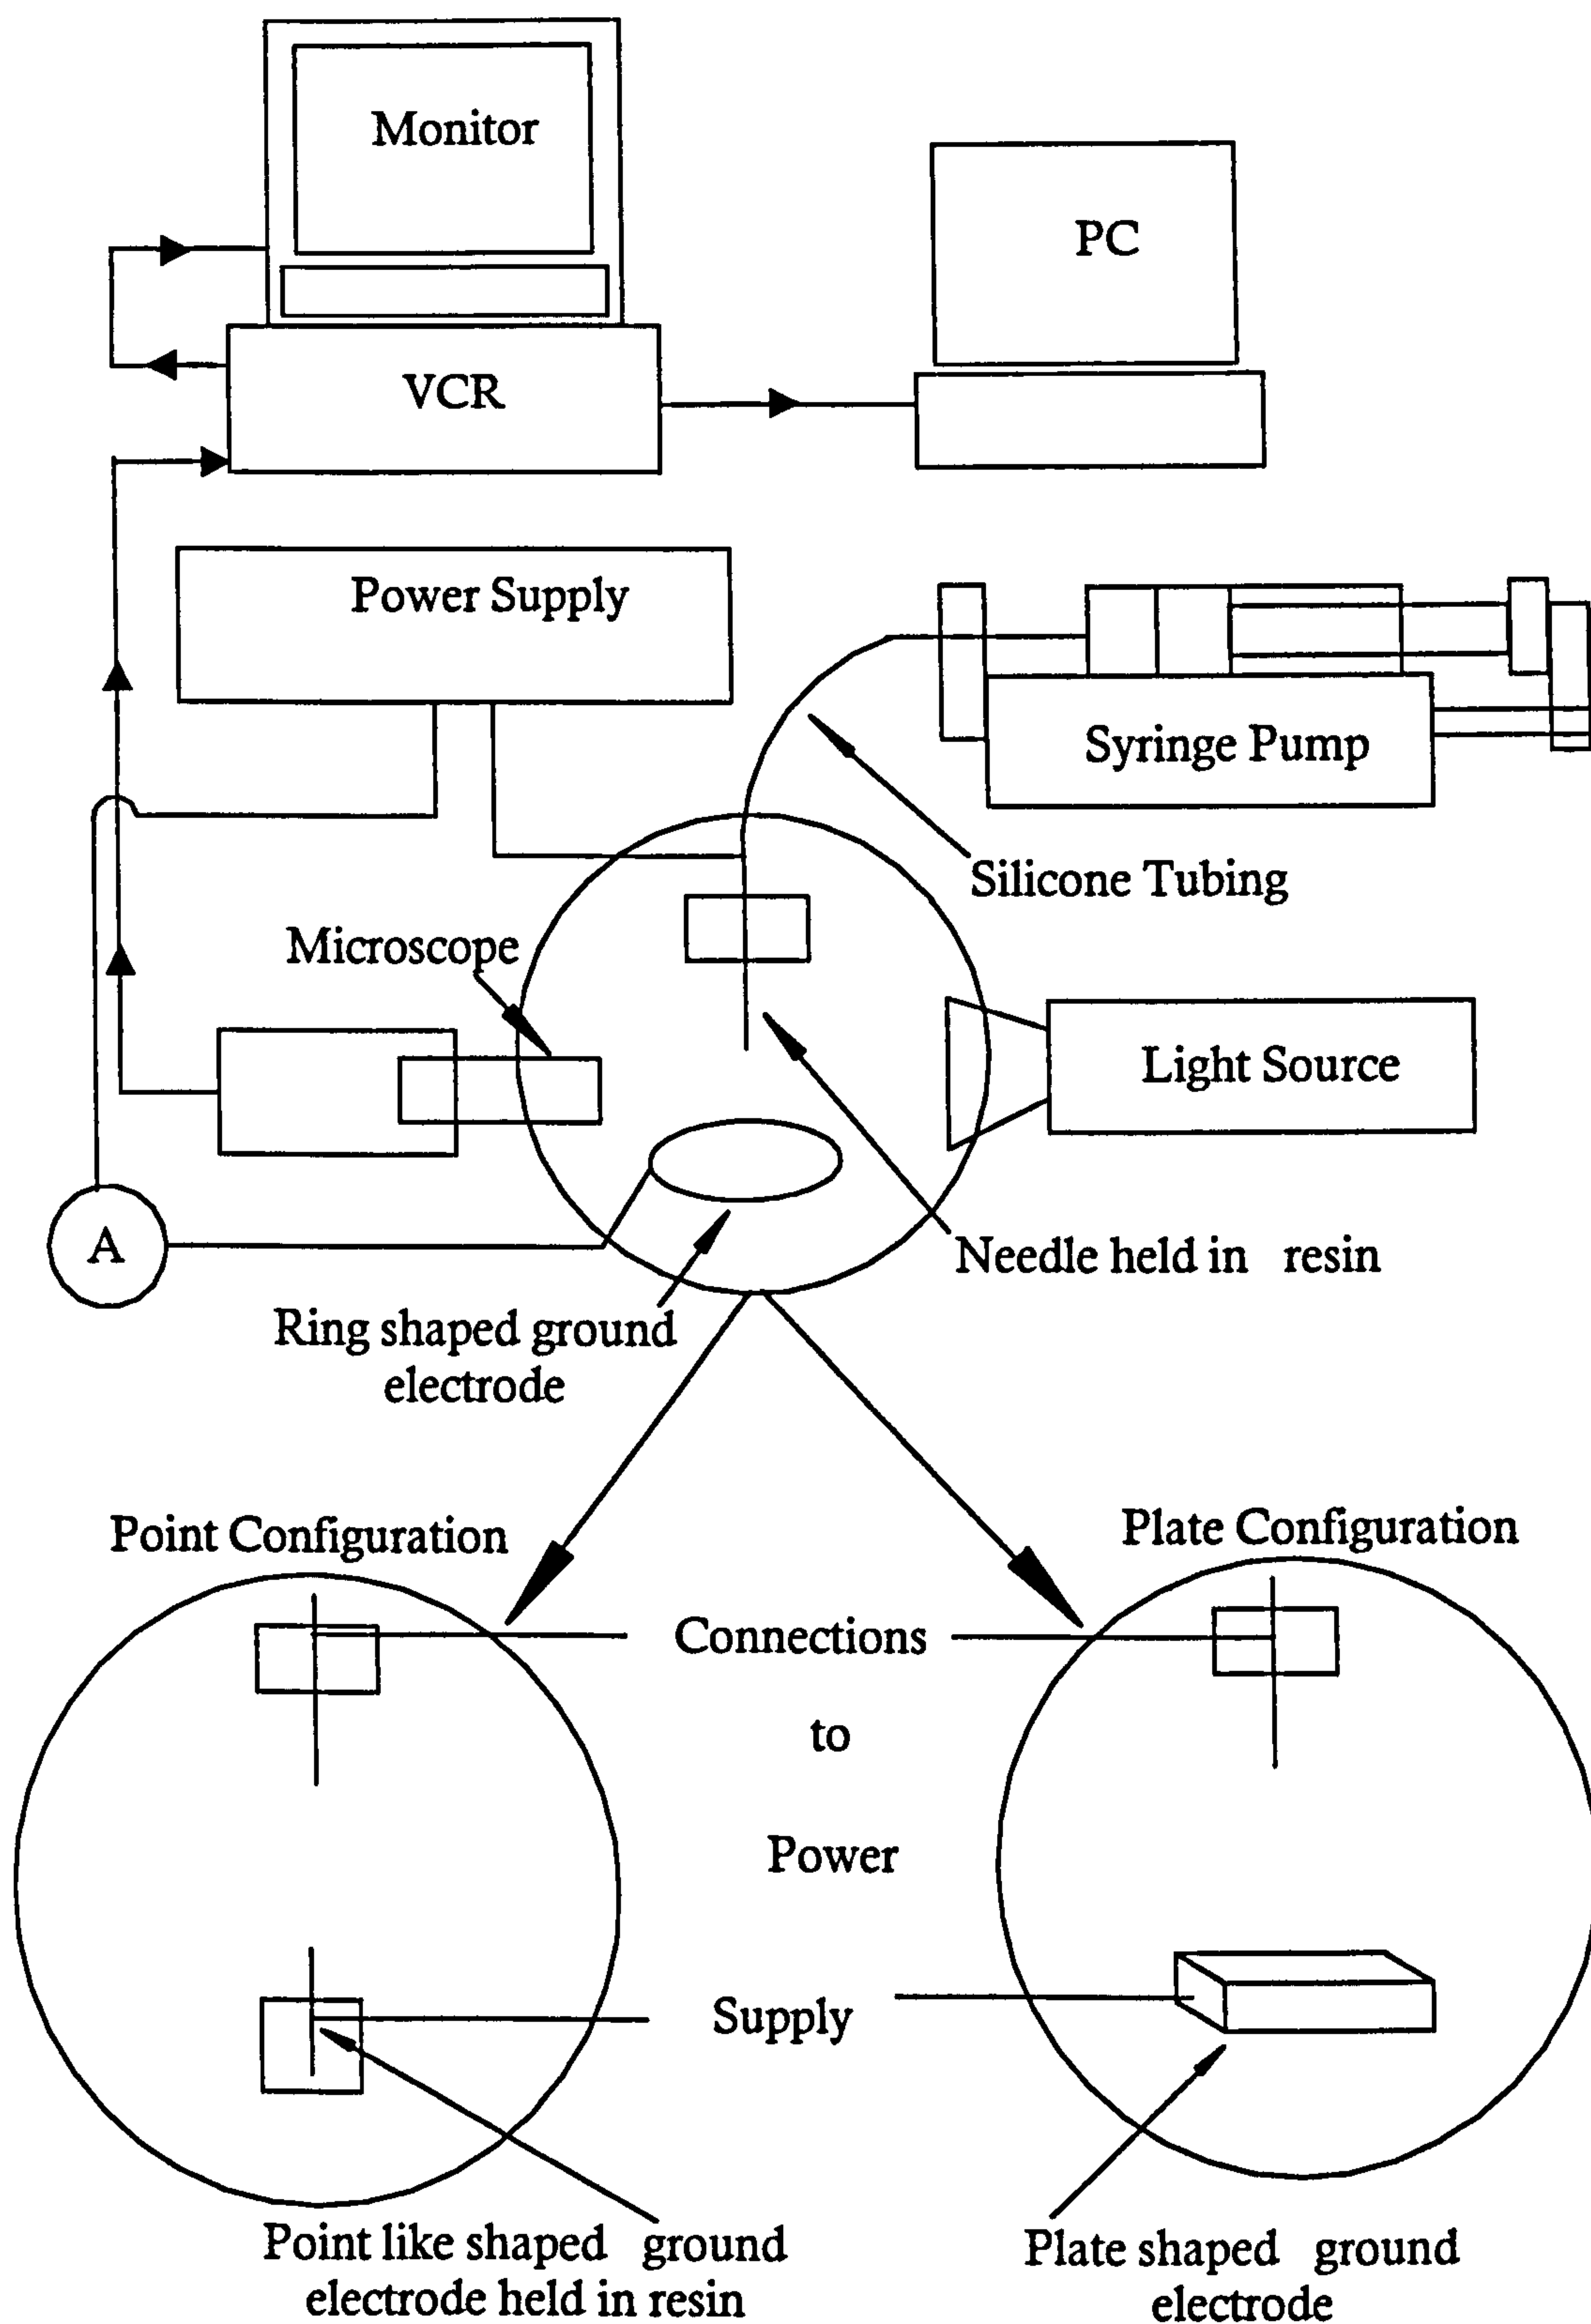 Monitor
PC
VCR
Power Supply
Syringe Pump
Silicone Tubing
Microscope
Light Source
A
Needle held in resin
Ring shaped ground
electrode
Point Configuration
Plate Configuration
Connections
to
Power
Supply
Point like shaped ground
electrode held in resin
Plate shaped ground
electrode